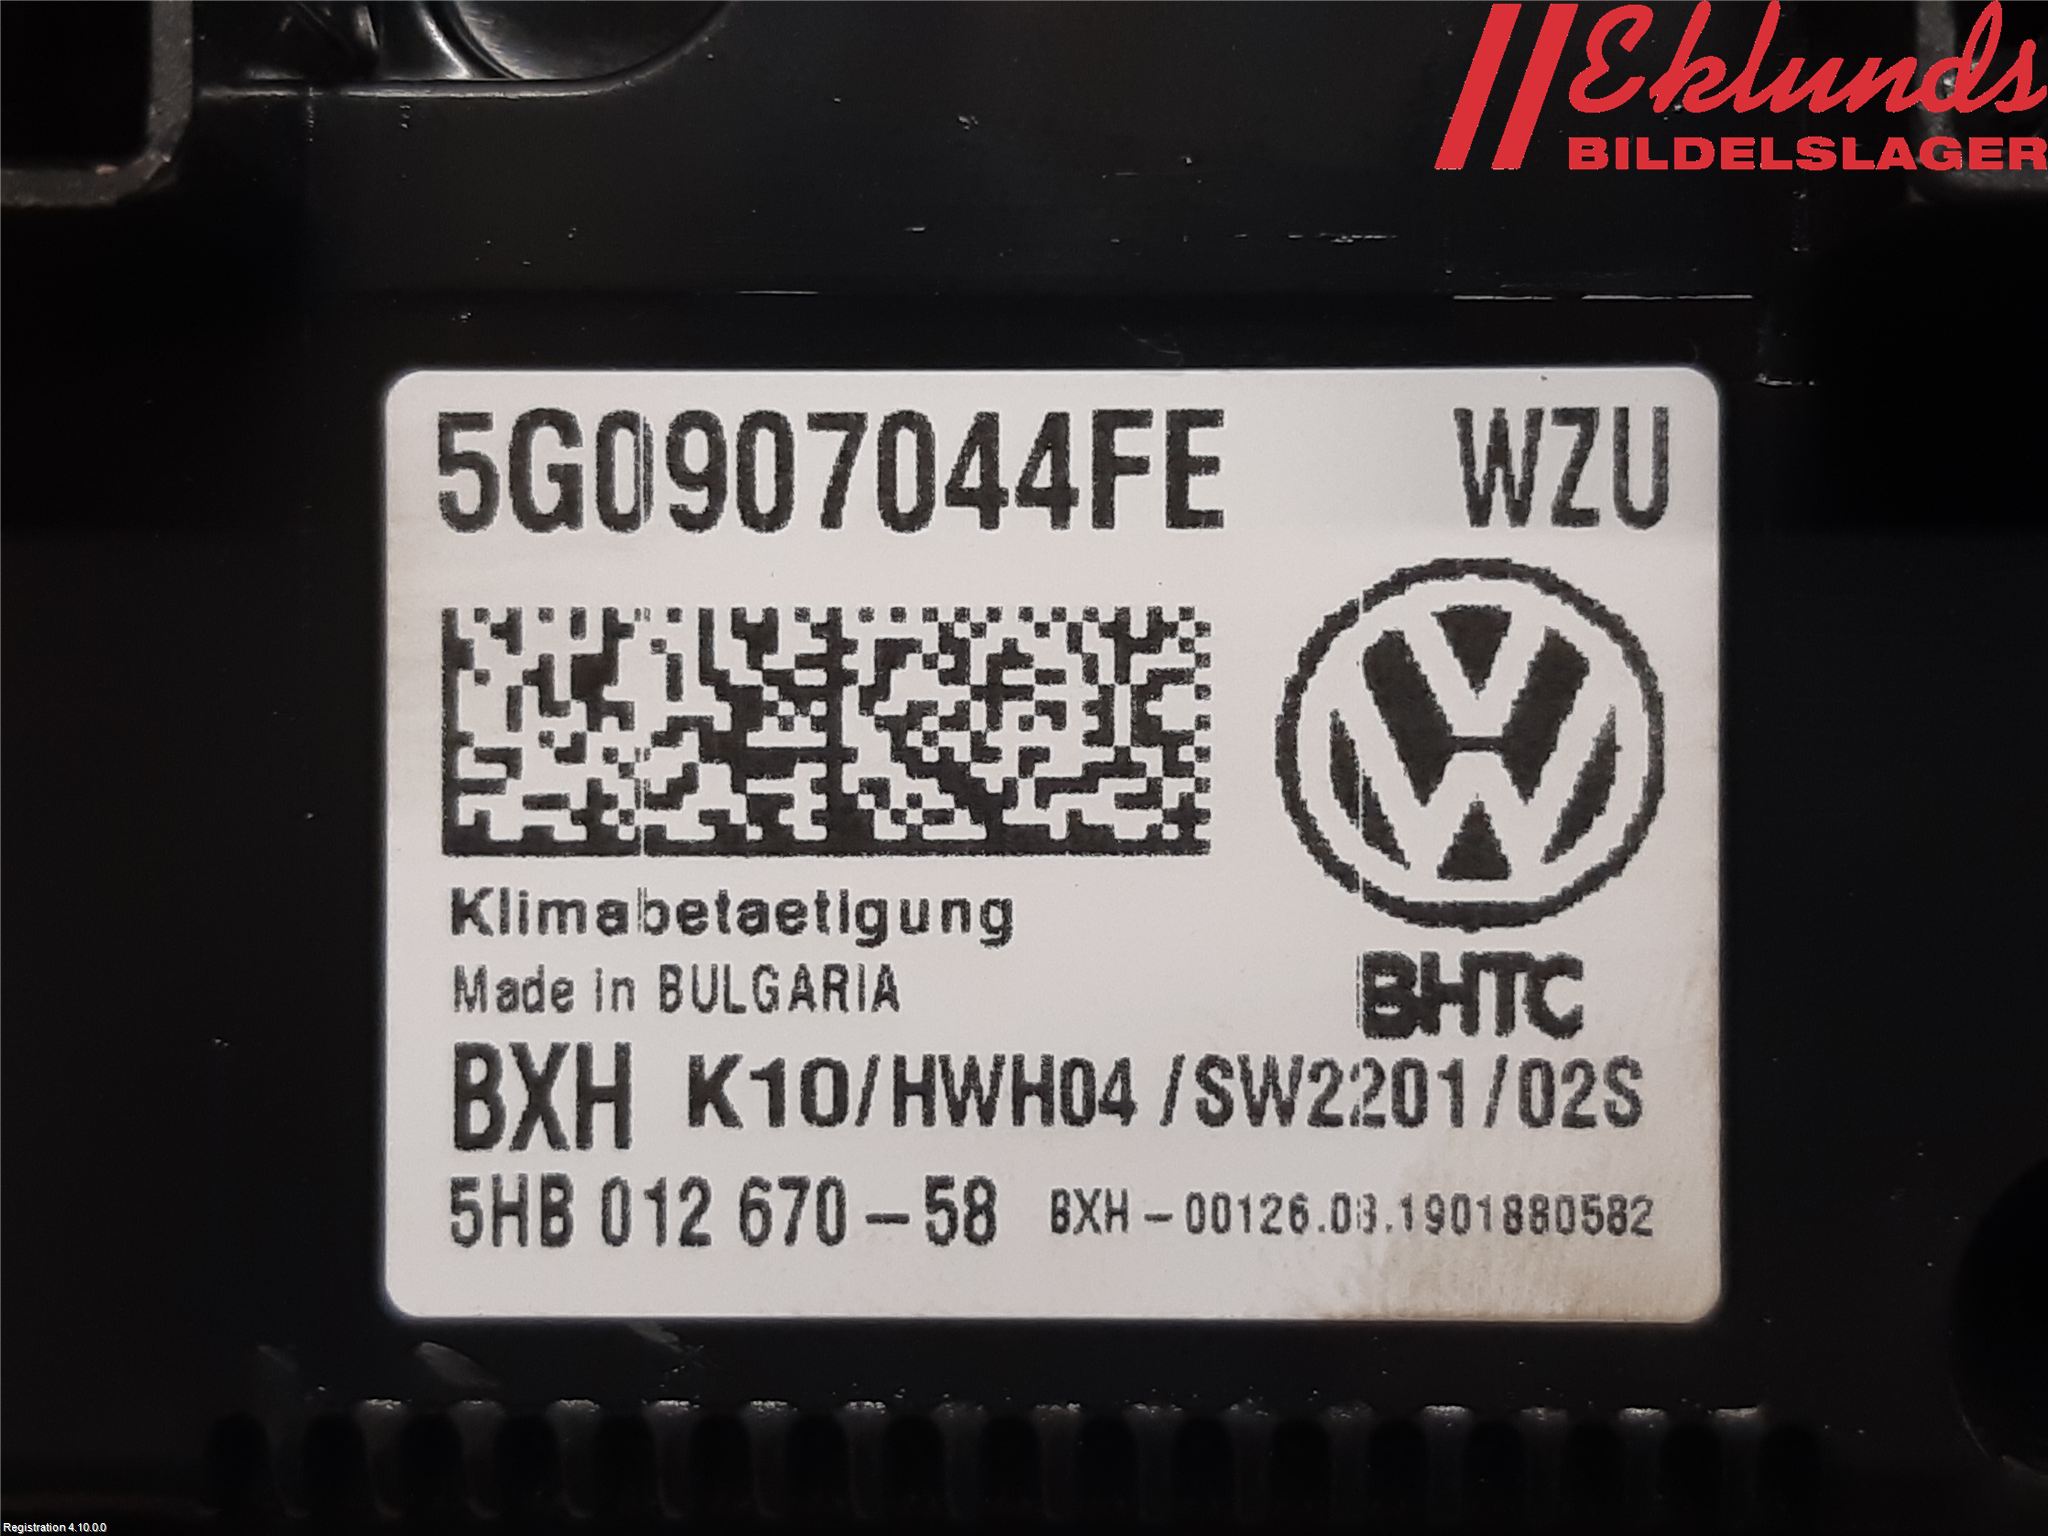 Eklunds
BILDELSLAGER
5G0907044FE WZU
Klimabetaetigung
Made in BULGARIA
BHTC
BXH K10/HWH04 /SW2201/02S
5HB 012 670-58 BXH-00126.08.1901880582
Registration 4.10.0.0